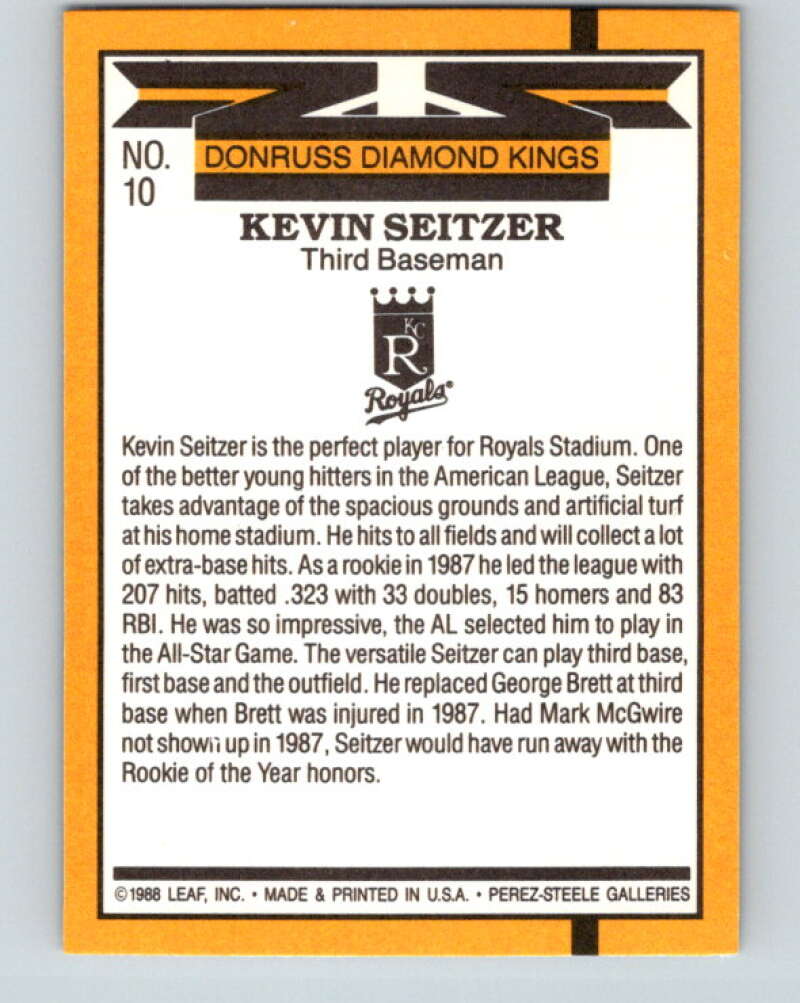 NO.
10
DONRUSS DIAMOND KINGS
KEVIN SEITZER
Third Baseman
KC
R
Royals®
Kevin Seitzer is the perfect player for Royals Stadium. One
of the better young hitters in the American League, Seitzer
takes advantage of the spacious grounds and artificial turf
at his home stadium. He hits to all fields and will collect a lot
of extra-base hits. As a rookie in 1987 he led the league with
207 hits, batted .323 with 33 doubles, 15 homers and 83
RBI. He was so impressive, the AL selected him to play in
the All-Star Game. The versatile Seitzer can play third base,
first base and the outfield. He replaced George Brett at third
base when Brett was injured in 1987. Had Mark McGwire
not shown up in 1987, Seitzer would have run away with the
Rookie of the Year honors.
©1988 LEAF, INC. • MADE & PRINTED IN U.S.A. • PEREZ-STEELE GALLERIES